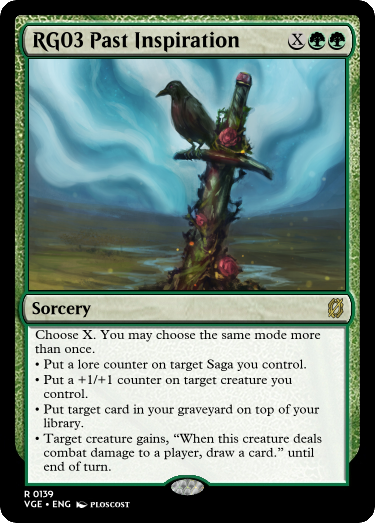 RG03 Past Inspiration X
Sorcery
Choose X. You may choose the same mode more
than once.
• Put a lore counter on target Saga you control.
• Put a +1/+1 counter on target creature you
control.
• Put target card in your graveyard on top of your
library.
• Target creature gains, “When this creature deals
combat damage to a player, draw a card.” until
end of turn.
R 0139
VGE • ENG PLOSCOST